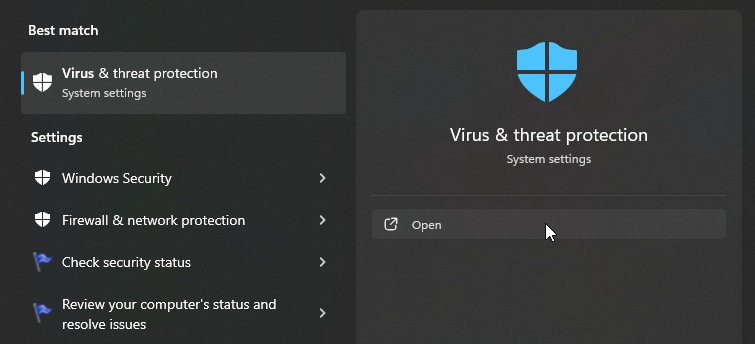 Best match
Virus & threat protection
System settings
Settings
Windows Security
Firewall & network protection
Check security status
Review your computer's status and
resolve issues
Virus & threat protection
System settings
Open